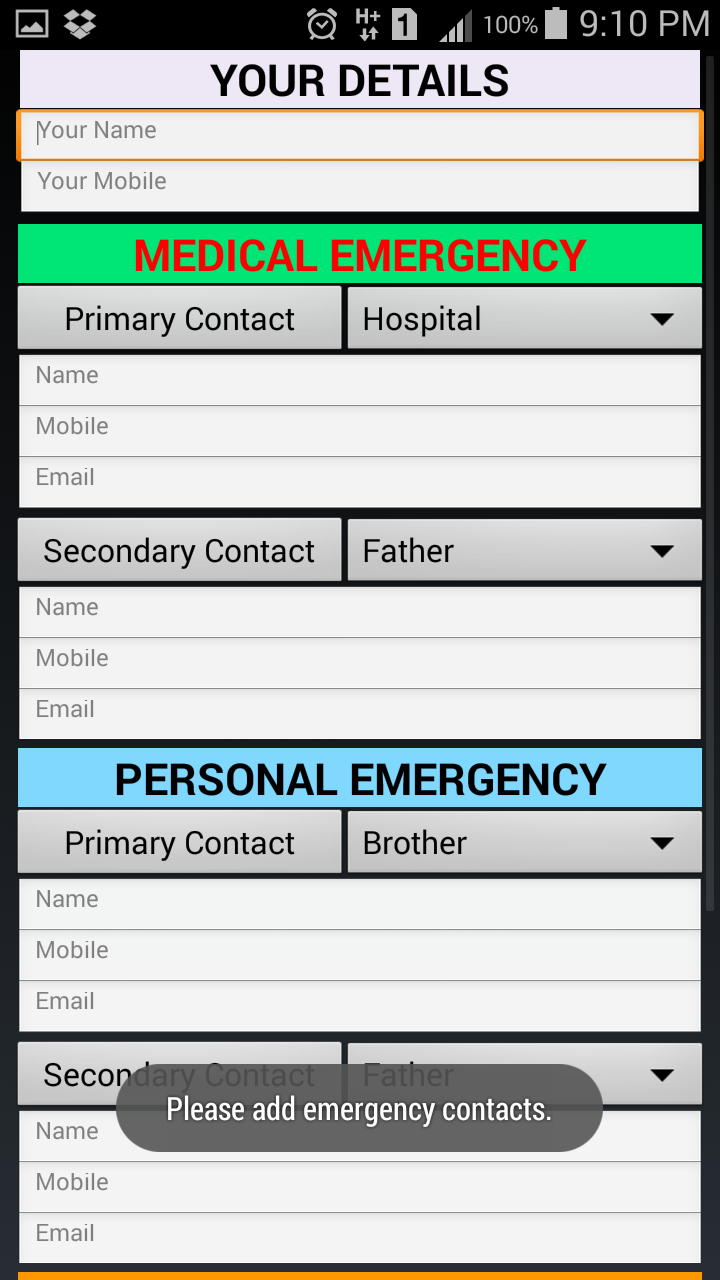 H+ 1 100% 9:10 PM
YOUR DETAILS
Your Name
Your Mobile
MEDICAL EMERGENCY
Primary Contact Hospital
Name
Mobile
Email
Secondary Contact Father
Name
Mobile
Email
PERSONAL EMERGENCY
Primary Contact Brother
Name
Mobile
Email
Secondary Contact Father
Please add emergency contacts.
Name
Mobile
Email